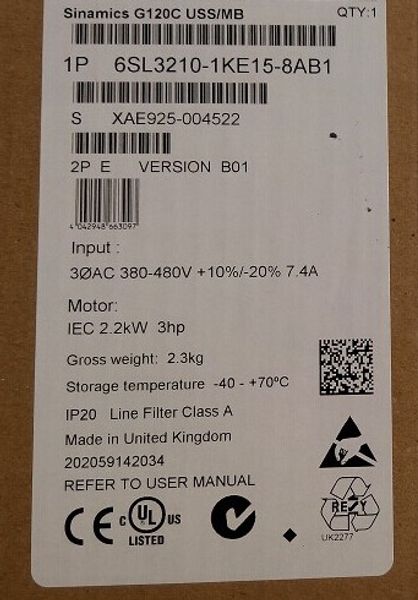 Sinamics G120C USS/MB QTY:1
1P 6SL3210-1KE15-8AB1
S XAE925-004522
2P E VERSION B01
4 042948 663097
Input :
3ØAC 380-480V +10%/-20% 7.4A
Motor:
IEC 2.2kW 3hp
Gross weight: 2.3kg
Storage temperature -40 - +70ºC
IP20 Line Filter Class A
Made in United Kingdom
202059142034
REFER TO USER MANUAL
CE C UL US
LISTED
RESY
UK2277